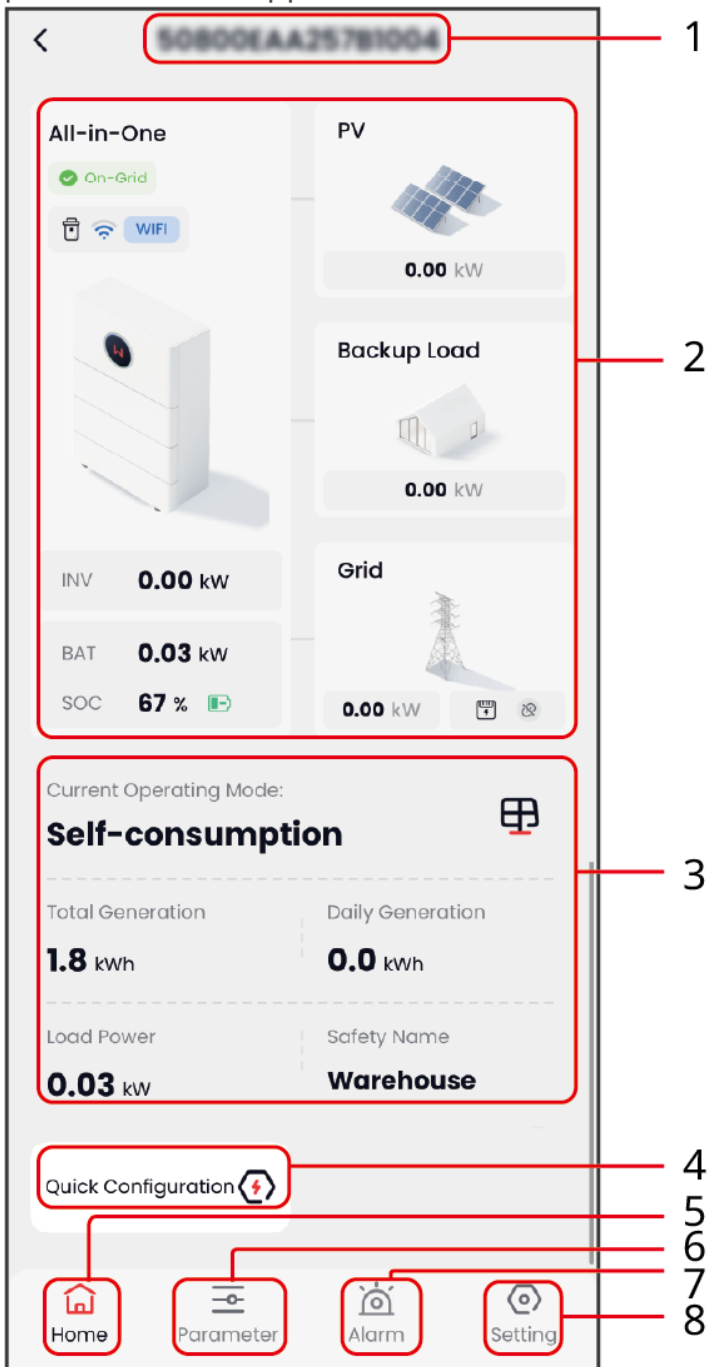 1
All-in-One
On-Grid
WIFI
PV
0.00 kW
2
Backup Load
0.00 kW
INV 0.00 kW
BAT 0.03 kW
SOC 67 %
Grid
0.00 kW
Current Operating Mode:
Self-consumption
3
Total Generation
1.8 kWh
Daily Generation
0.0 kWh
Load Power
0.03 kW
Safety Name
Warehouse
Quick Configuration
4
5
6
7
8
Home
Parameter
Alarm
Setting